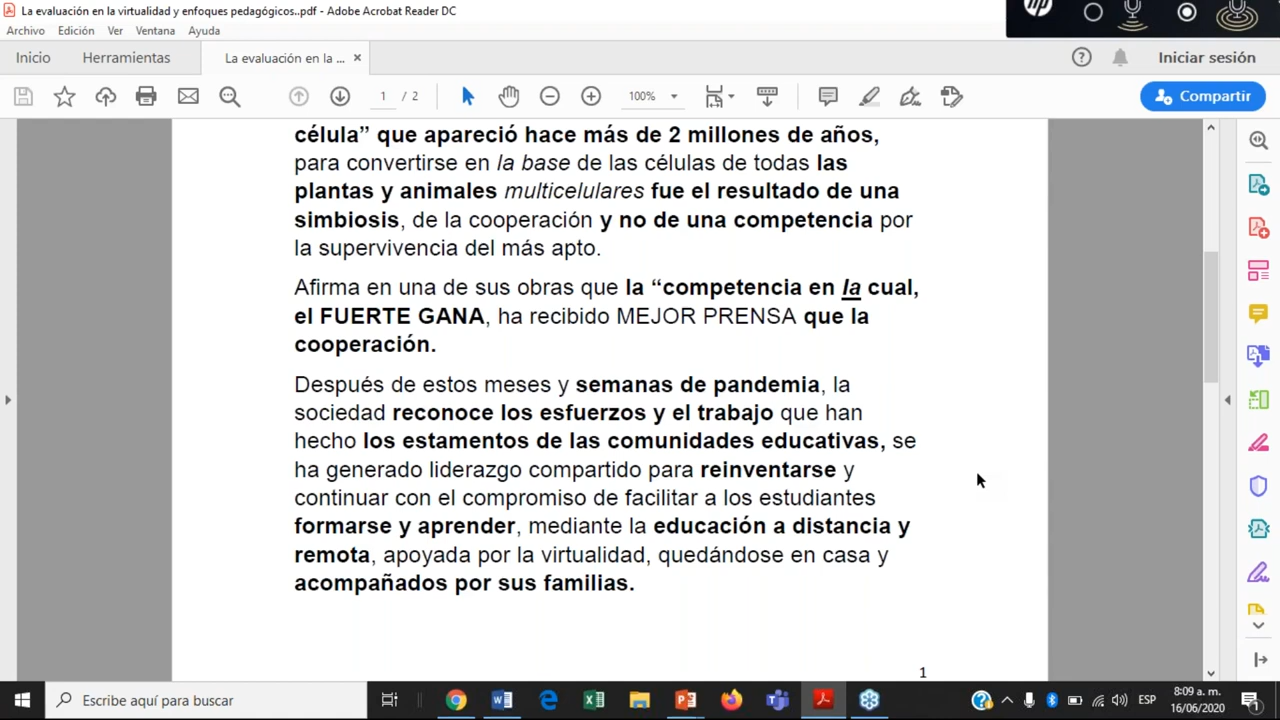 La evaluación en la virtualidad y enfoques pedagógicos..pdf - Adobe Acrobat Reader DC
hp
Archivo Edición Ver Ventana Ayuda
Inicio Herramientas La evaluación en la ... × Iniciar sesión
1 / 2 100% Compartir
célula” que apareció hace más de 2 millones de años,
para convertirse en la base de las células de todas las
plantas y animales multicelulares fue el resultado de una
simbiosis, de la cooperación y no de una competencia por
la supervivencia del más apto.
Afirma en una de sus obras que la “competencia en la cual,
el FUERTE GANA, ha recibido MEJOR PRENSA que la
cooperación.
Después de estos meses y semanas de pandemia, la
sociedad reconoce los esfuerzos y el trabajo que han
hecho los estamentos de las comunidades educativas, se
ha generado liderazgo compartido para reinventarse y
continuar con el compromiso de facilitar a los estudiantes
formarse y aprender, mediante la educación a distancia y
remota, apoyada por la virtualidad, quedándose en casa y
acompañados por sus familias.
1
Escribe aquí para buscar ESP 8:09 a. m.
16/06/2020